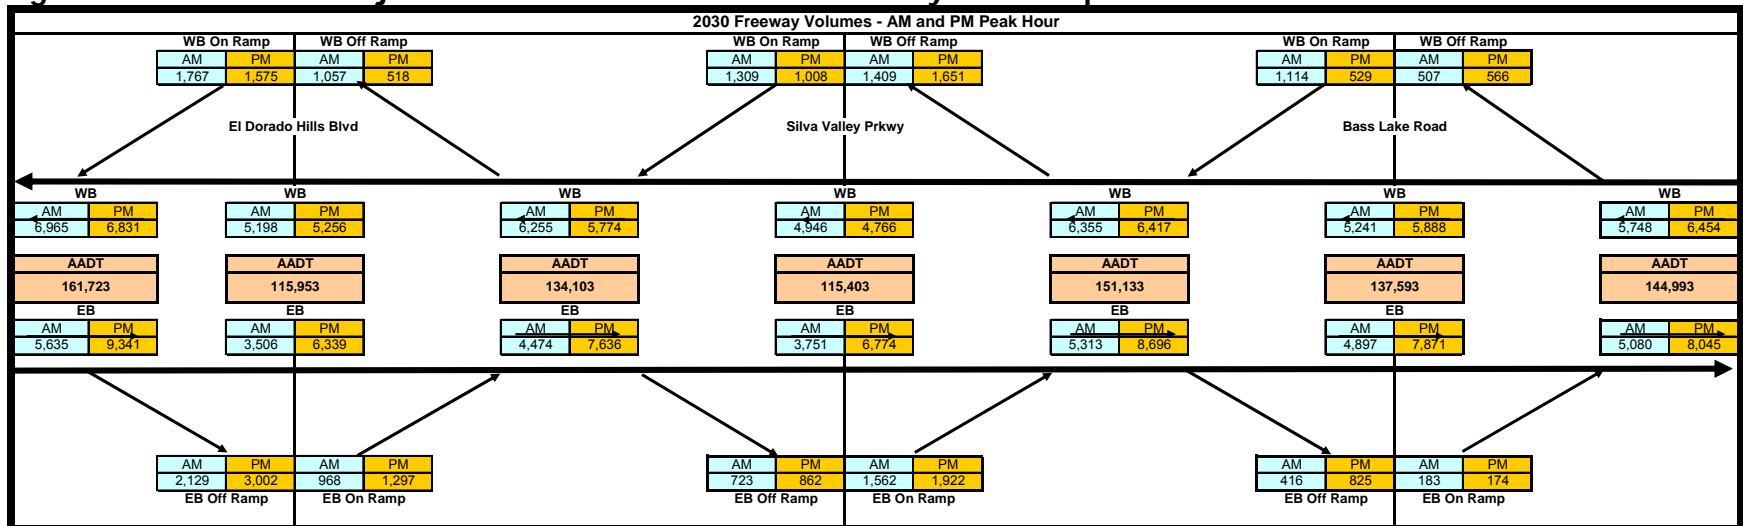 2030 Freeway Volumes - AM and PM Peak Hour
WB On Ramp WB Off Ramp WB On Ramp WB Off Ramp WB On Ramp WB Off Ramp
AM PM AM PM AM PM AM PM AM PM AM PM
1,767 1,575 1,057 518 1,309 1,008 1,409 1,651 1,114 529 507 566
El Dorado Hills Blvd Silva Valley Prkwy Bass Lake Road
WB WB WB WB WB WB WB
AM PM AM PM AM PM AM PM AM PM AM PM AM PM
6,965 6,831 5,198 5,256 6,255 5,774 4,946 4,766 6,355 6,417 5,241 5,888 5,748 6,454
AADT AADT AADT AADT AADT AADT AADT
161,723 115,953 134,103 115,403 151,133 137,593 144,993
EB EB EB EB EB EB
AM PM AM PM AM PM AM PM AM PM AM PM AM PM
5,635 9,341 3,506 6,339 4,474 7,636 3,751 6,774 5,313 8,696 4,897 7,871 5,080 8,045
AM PM AM PM AM PM AM PM AM PM AM PM
2,129 3,002 968 1,297 723 862 1,562 1,922 416 825 183 174
EB Off Ramp EB On Ramp EB Off Ramp EB On Ramp EB Off Ramp EB On Ramp